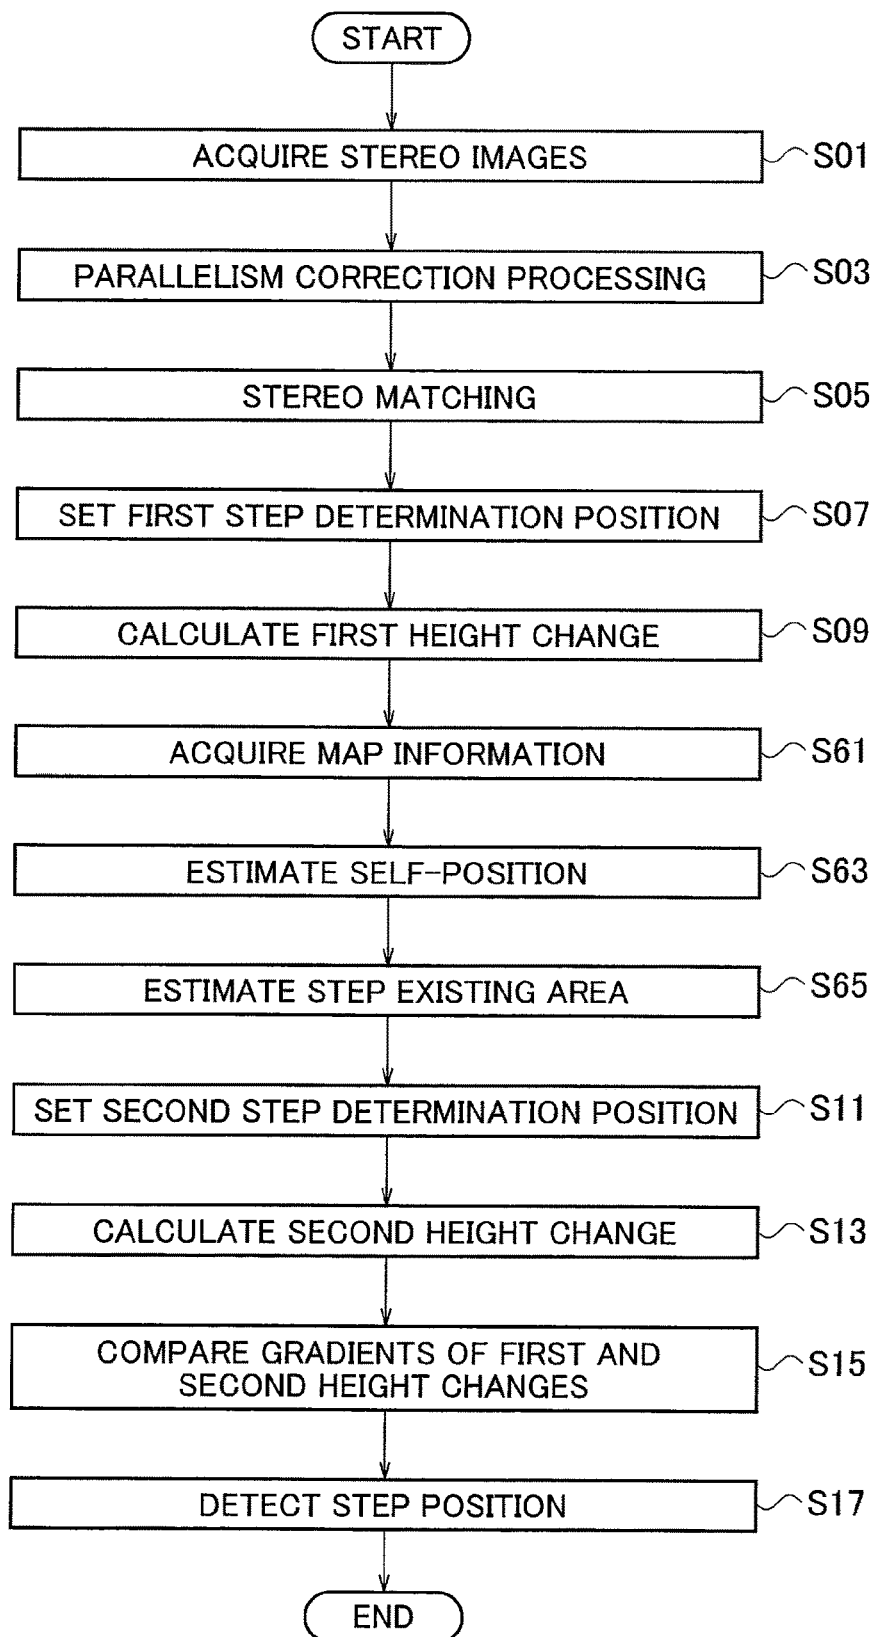 START
ACQUIRE STEREO IMAGES
S01
PARALLELISM CORRECTION PROCESSING
S03
STEREO MATCHING
S05
SET FIRST STEP DETERMINATION POSITION
S07
CALCULATE FIRST HEIGHT CHANGE
S09
ACQUIRE MAP INFORMATION
S61
ESTIMATE SELF-POSITION
S63
ESTIMATE STEP EXISTING AREA
S65
SET SECOND STEP DETERMINATION POSITION
S11
CALCULATE SECOND HEIGHT CHANGE
S13
COMPARE GRADIENTS OF FIRST AND
SECOND HEIGHT CHANGES
S15
DETECT STEP POSITION
S17
END